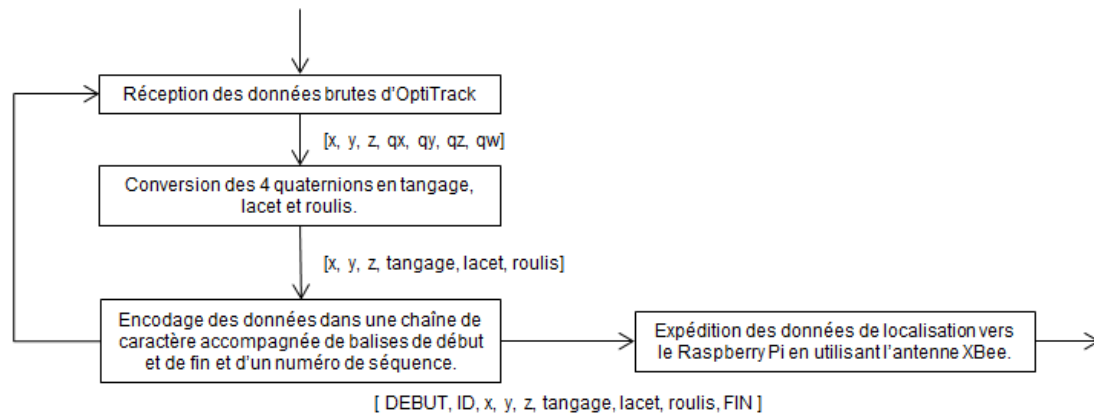 Réception des données brutes d'OptiTrack
[x, y, z, qx, qy, qz, qw]
Conversion des 4 quaternions en tangage,
lacet et roulis.
[x, y, z, tangage, lacet, roulis]
Encodage des données dans une chaîne de
caractère accompagnée de balises de début
et de fin et d'un numéro de séquence.
Expédition des données de localisation vers
le Raspberry Pi en utilisant l'antenne XBee.
[ DEBUT, ID, x, y, z, tangage, lacet, roulis, FIN ]